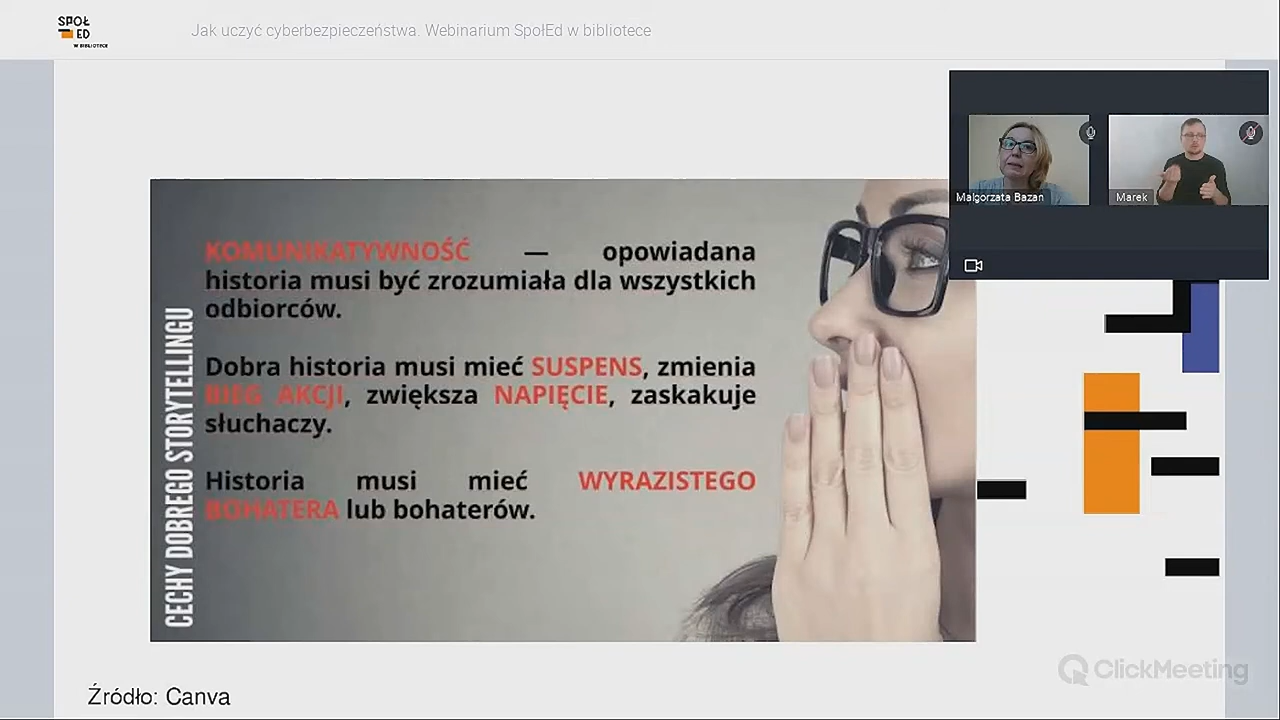 SPOŁ
ED
W BIBLIOTECE
Jak uczyć cyberbezpieczeństwa. Webinarium SpołEd w bibliotece
Malgorzata Bazan
Marek
CECHY DOBREGO STORYTELLINGU
KOMUNIKATYWNOŚĆ — opowiadana
historia musi być zrozumiała dla wszystkich
odbiorców.
Dobra historia musi mieć SUSPENS, zmienia
BIEG AKCJI, zwiększa NAPIĘCIE, zaskakuje
słuchaczy.
Historia musi mieć WYRAZISTEGO
BOHATERA lub bohaterów.
ClickMeeting
Źródło: Canva